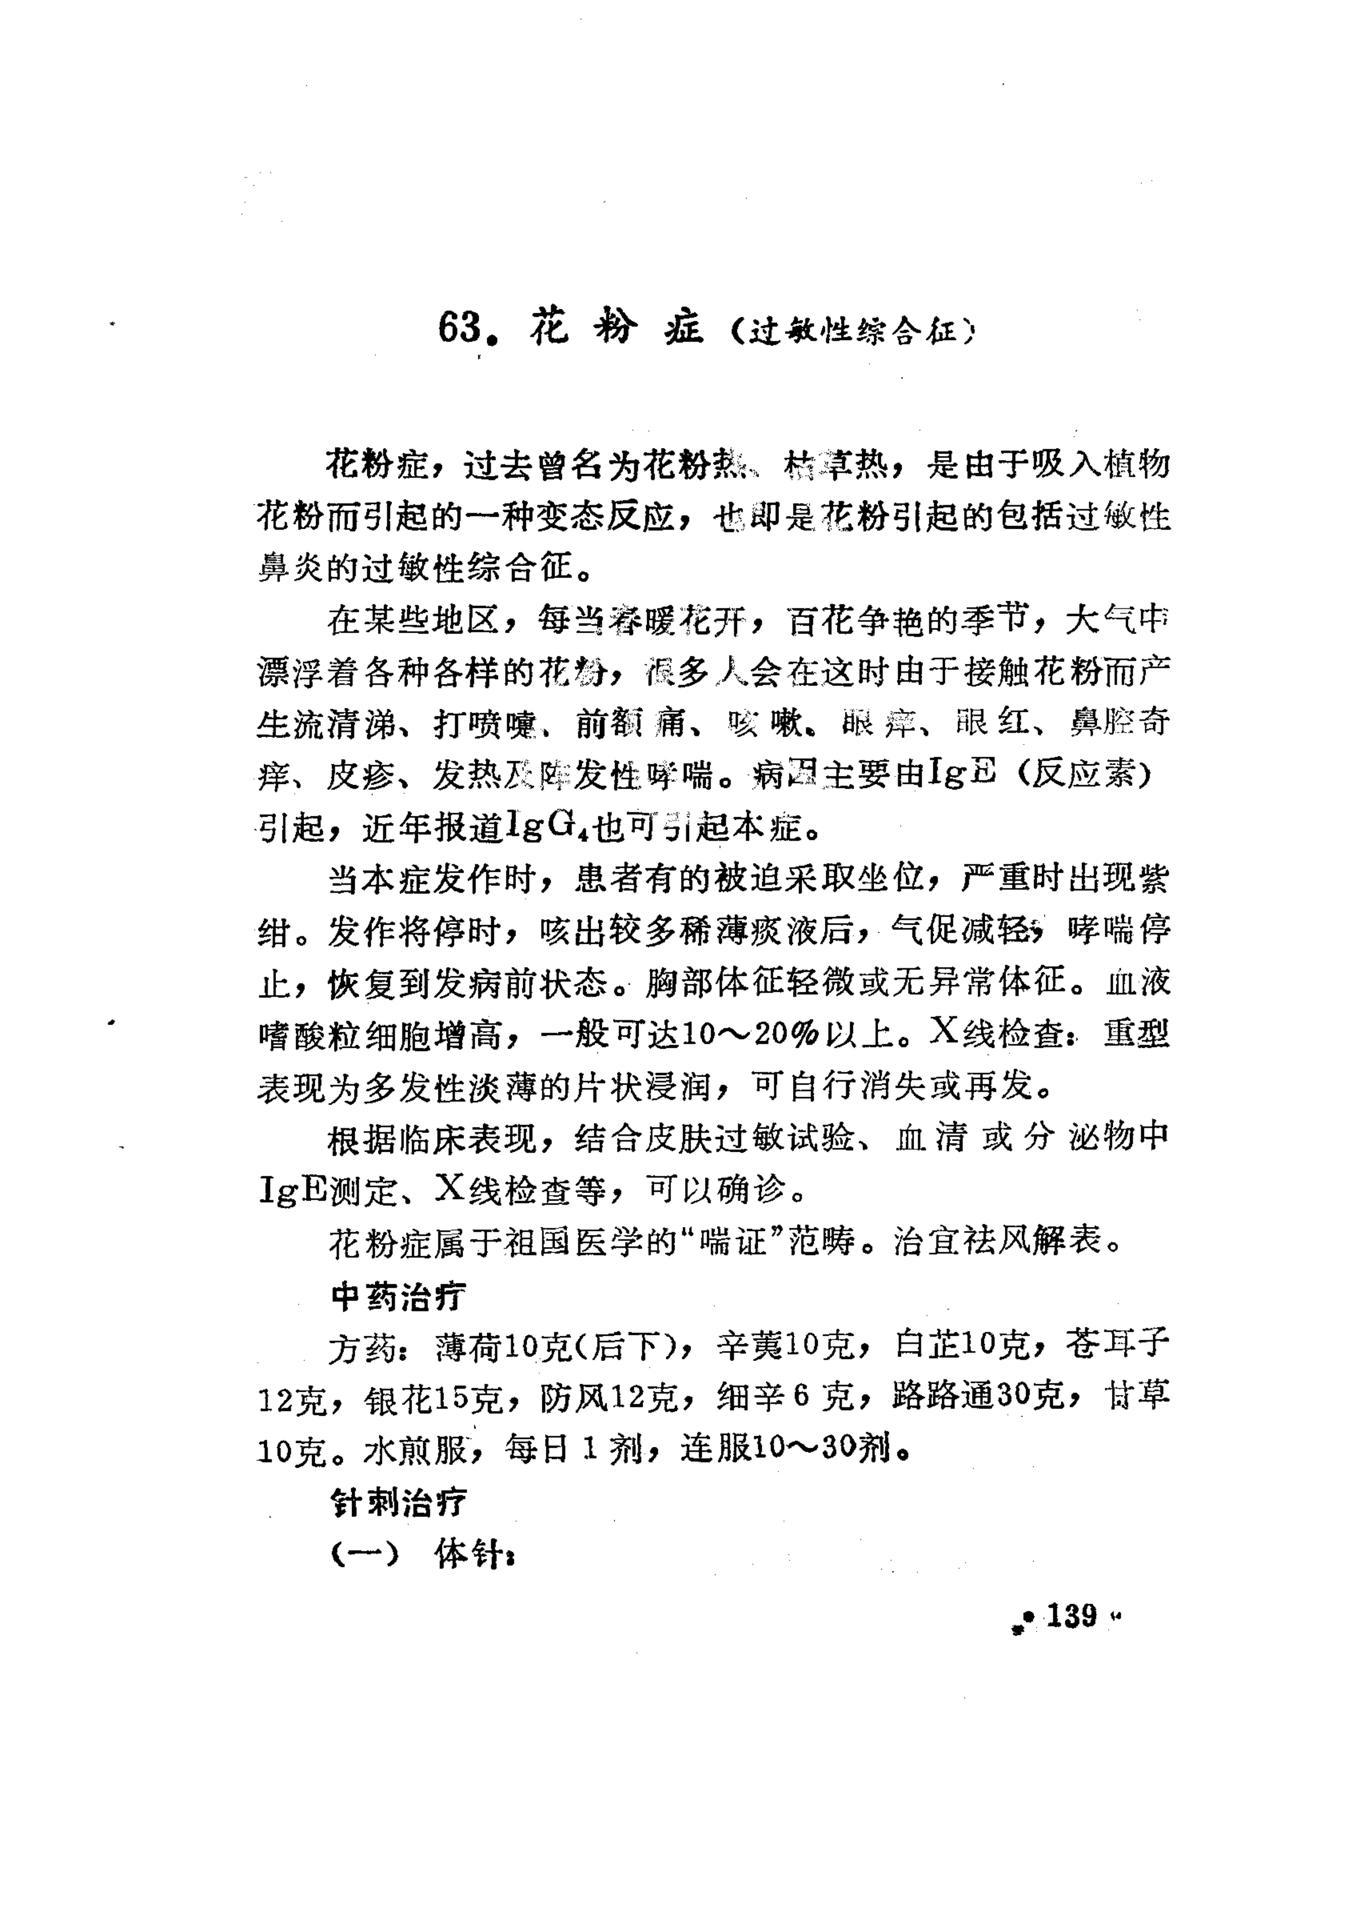 63．花粉症（过敏性综合征）
花粉症，过去曾名为花粉热、枯草热，是由于吸入植物
花粉而引起的一种变态反应，也即是花粉引起的包括过敏性
鼻炎的过敏性综合征。
在某些地区，每当春暖花开，百花争艳的季节，大气中
漂浮着各种各样的花粉，很多人会在这时由于接触花粉而产
生流清涕、打喷嚏、前额痛、咳嗽、眼痒、眼红、鼻腔奇
痒、皮疹、发热及阵发性哮喘。病因主要由IgE（反应素）
引起，近年报道IgG₄也可引起本症。
当本症发作时，患者有的被迫采取坐位，严重时出现紫
绀。发作将停时，咳出较多稀薄痰液后，气促减轻，哮喘停
止，恢复到发病前状态。胸部体征轻微或无异常体征。血液
嗜酸粒细胞增高，一般可达10～20%以上。X线检查：重型
表现为多发性淡薄的片状浸润，可自行消失或再发。
根据临床表现，结合皮肤过敏试验、血清或分泌物中
IgE测定、X线检查等，可以确诊。
花粉症属于祖国医学的“喘证”范畴。治宜祛风解表。
中药治疗
方药：薄荷10克(后下)，辛荑10克，白芷10克，苍耳子
12克，银花15克，防风12克，细辛6克，路路通30克，甘草
10克。水煎服，每日1剂，连服10～30剂。
针刺治疗
（一） 体针：
• 139 •